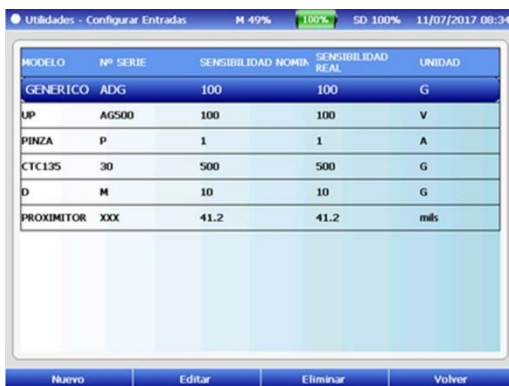 Utilidades - Configurar Entradas M 49% 100% SD 100% 11/07/2017 08:34
MODELO Nº SERIE SENSIBILIDAD NOMIN SENSIBILIDAD REAL UNIDAD
GENERICO ADG 100 100 G
UP AG500 100 100 V
PINZA P 1 1 A
CTC135 30 500 500 G
D M 10 10 G
PROXIMITOR XXX 41.2 41.2 mils
Nuevo Editar Eliminar Volver